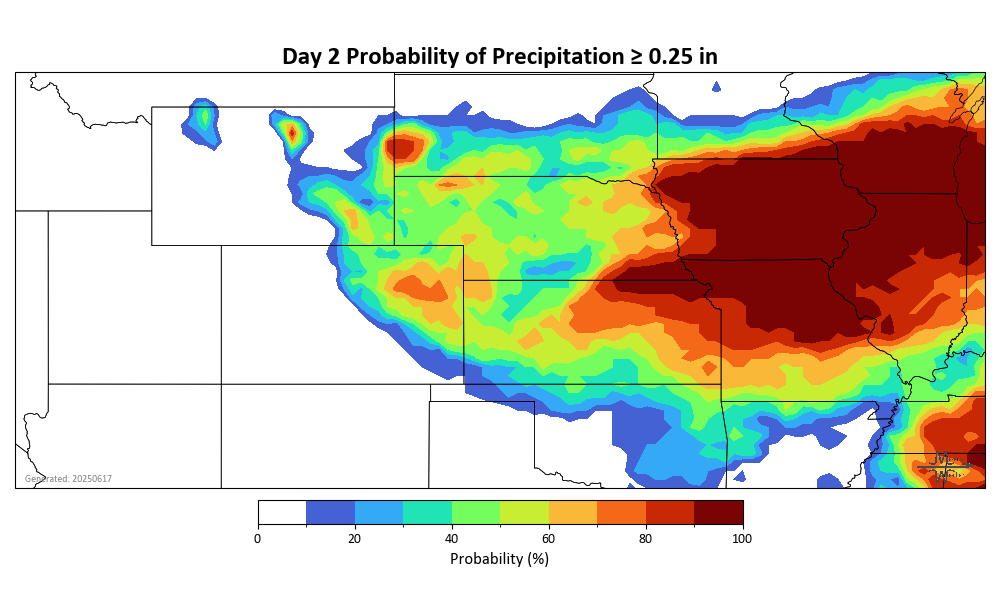 Day 2 Probability of Precipitation ≥ 0.25 in
Generated: 20250617
0 20 40 60 80 100
Probability (%)